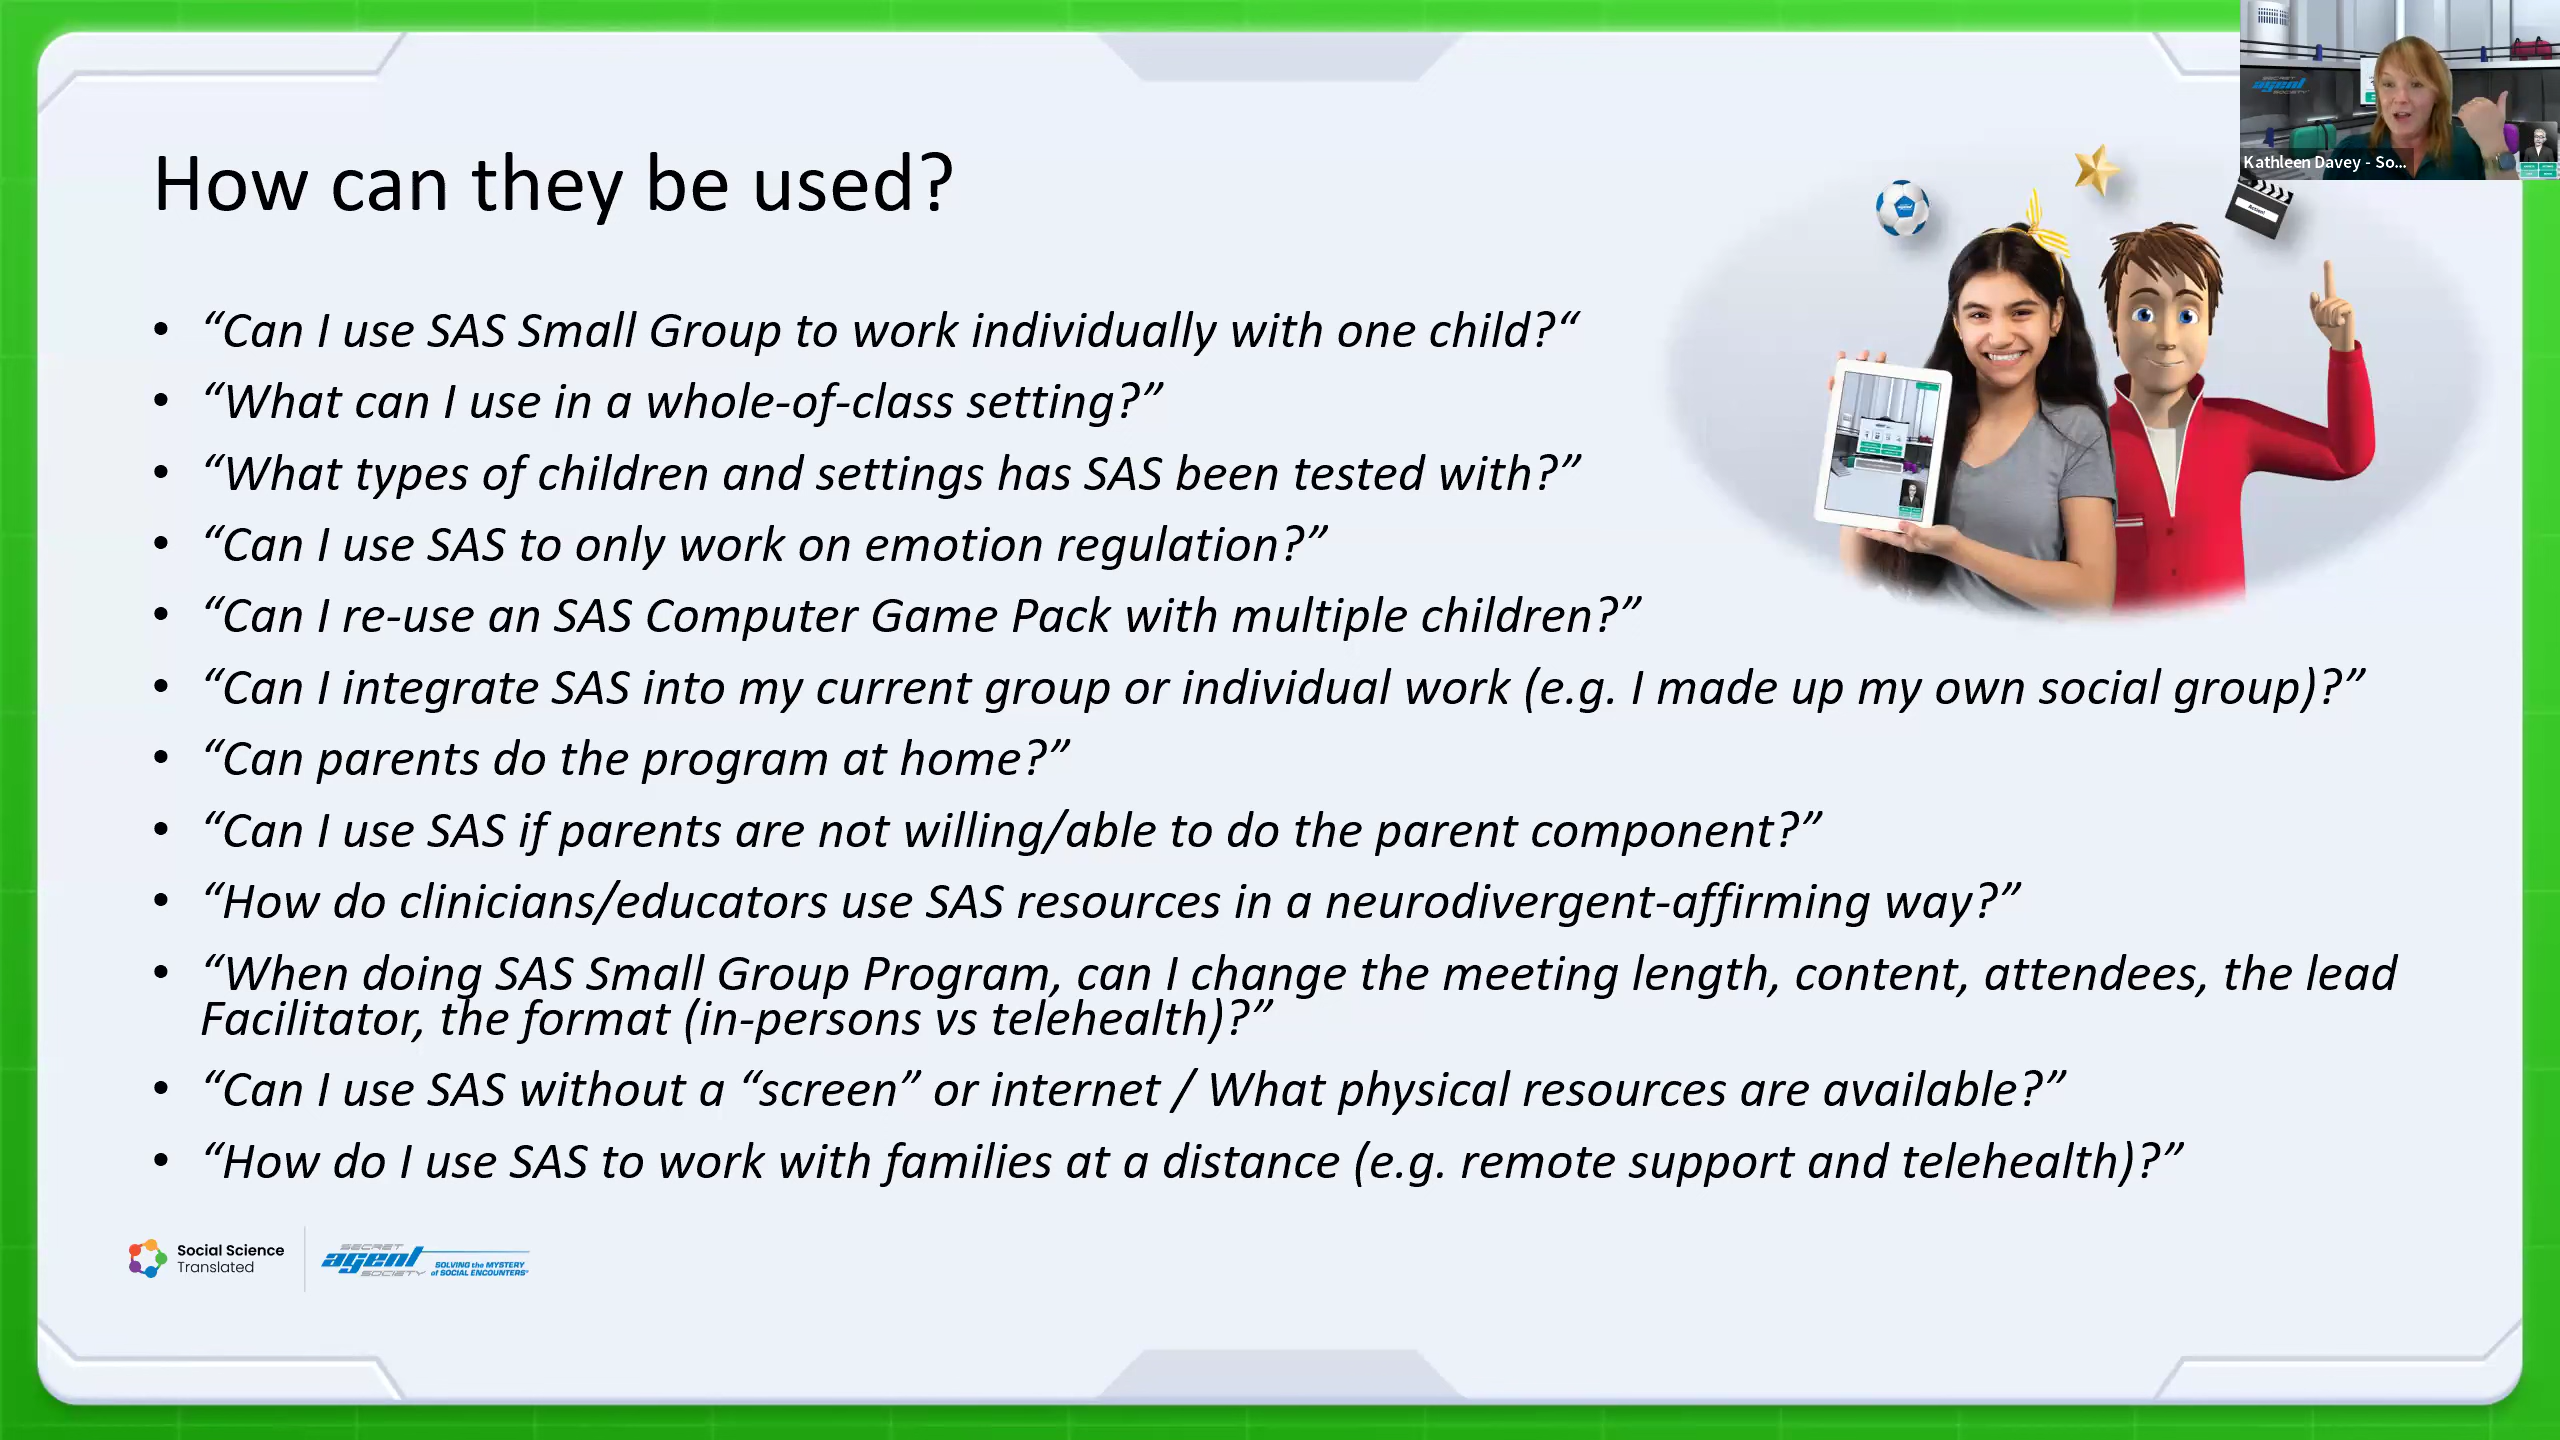 Kathleen Davey - So...
How can they be used?
• “Can I use SAS Small Group to work individually with one child?“
• “What can I use in a whole-of-class setting?”
• “What types of children and settings has SAS been tested with?”
• “Can I use SAS to only work on emotion regulation?”
• “Can I re-use an SAS Computer Game Pack with multiple children?”
• “Can I integrate SAS into my current group or individual work (e.g. I made up my own social group)?”
• “Can parents do the program at home?”
• “Can I use SAS if parents are not willing/able to do the parent component?”
• “How do clinicians/educators use SAS resources in a neurodivergent-affirming way?”
• “When doing SAS Small Group Program, can I change the meeting length, content, attendees, the lead
Facilitator, the format (in-persons vs telehealth)?”
• “Can I use SAS without a “screen” or internet / What physical resources are available?”
• “How do I use SAS to work with families at a distance (e.g. remote support and telehealth)?”
Social Science
Translated
SECRET
agent
SOCIETY
SOLVING the MYSTERY
of SOCIAL ENCOUNTERS®
SECRET
agent
SOCIETY
Action!